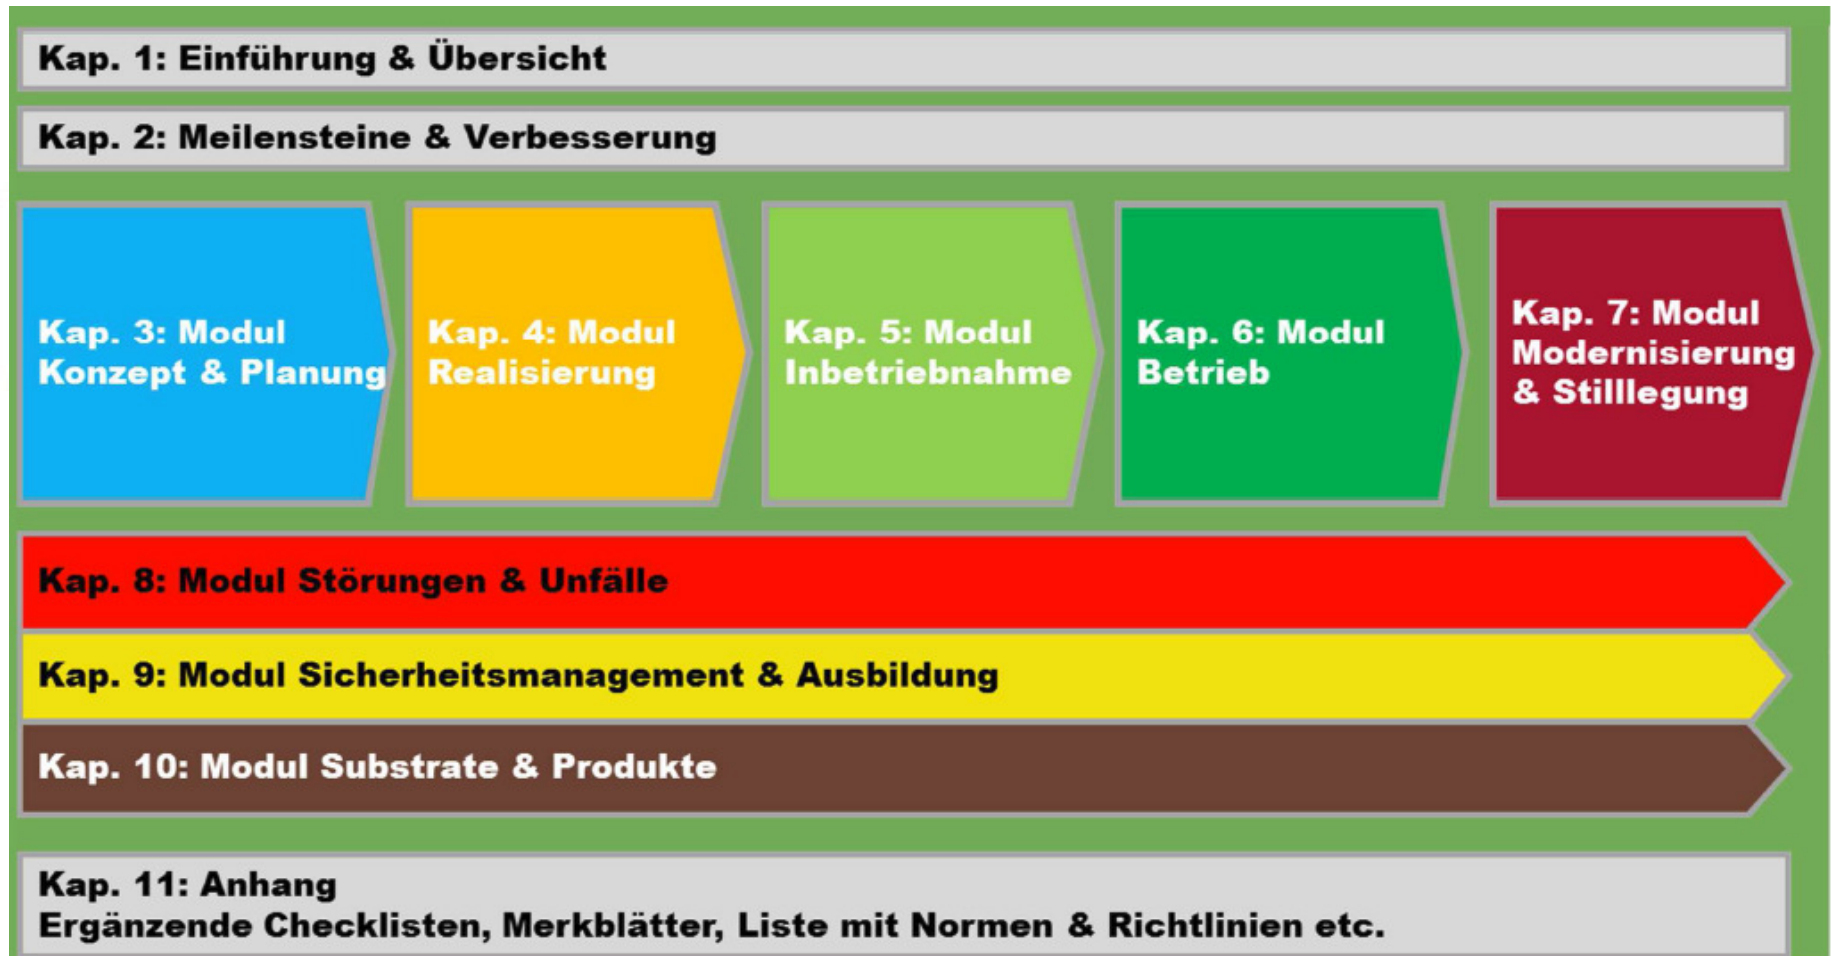 Kap. 1: Einführung & Übersicht
Kap. 2: Meilensteine & Verbesserung
Kap. 3: Modul
Konzept & Planung
Kap. 4: Modul
Realisierung
Kap. 5: Modul
Inbetriebnahme
Kap. 6: Modul
Betrieb
Kap. 7: Modul
Modernisierung
& Stilllegung
Kap. 8: Modul Störungen & Unfälle
Kap. 9: Modul Sicherheitsmanagement & Ausbildung
Kap. 10: Modul Substrate & Produkte
Kap. 11: Anhang
Ergänzende Checklisten, Merkblätter, Liste mit Normen & Richtlinien etc.